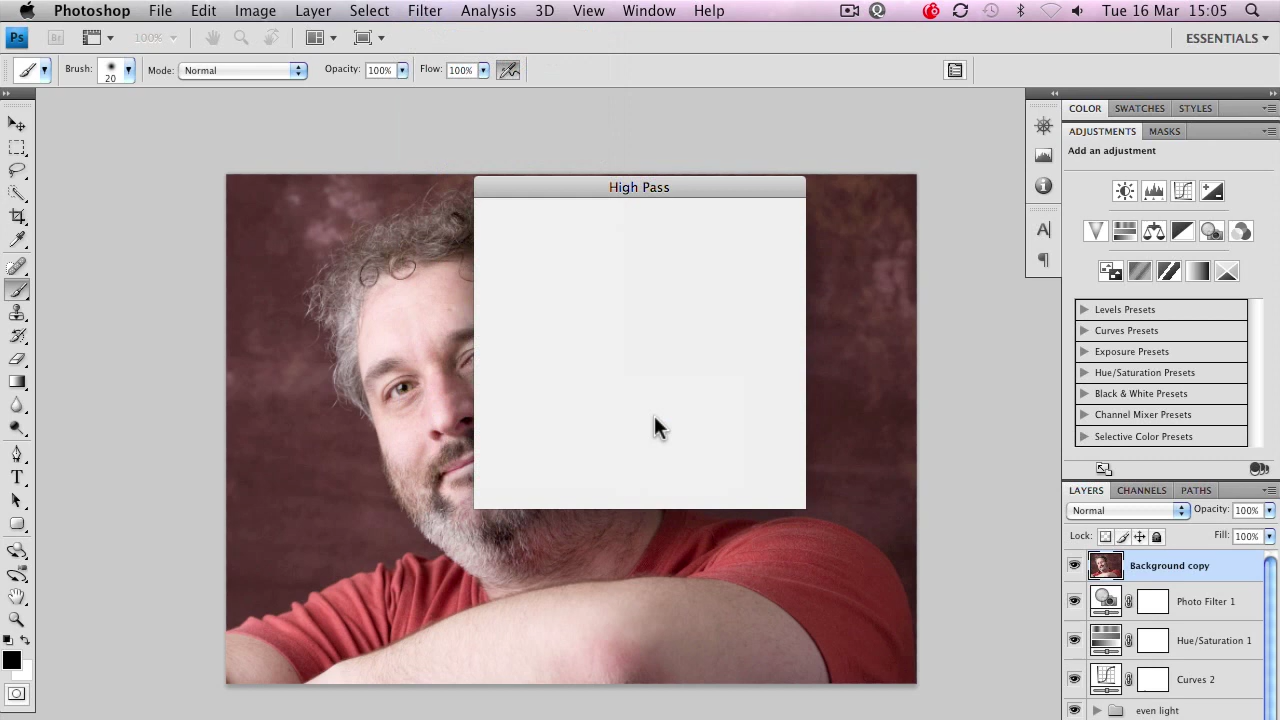 Photoshop File Edit Image Layer Select Filter Analysis 3D View Window Help Tue 16 Mar 15:05
Ps Br 100% ESSENTIALS
Brush: 20 Mode: Normal Opacity: 100% Flow: 100%
COLOR SWATCHES STYLES
ADJUSTMENTS MASKS
Add an adjustment
High Pass
Levels Presets
Curves Presets
Exposure Presets
Hue/Saturation Presets
Black & White Presets
Channel Mixer Presets
Selective Color Presets
LAYERS CHANNELS PATHS
Normal Opacity: 100%
Lock: Fill: 100%
Background copy
Photo Filter 1
Hue/Saturation 1
Curves 2
even light